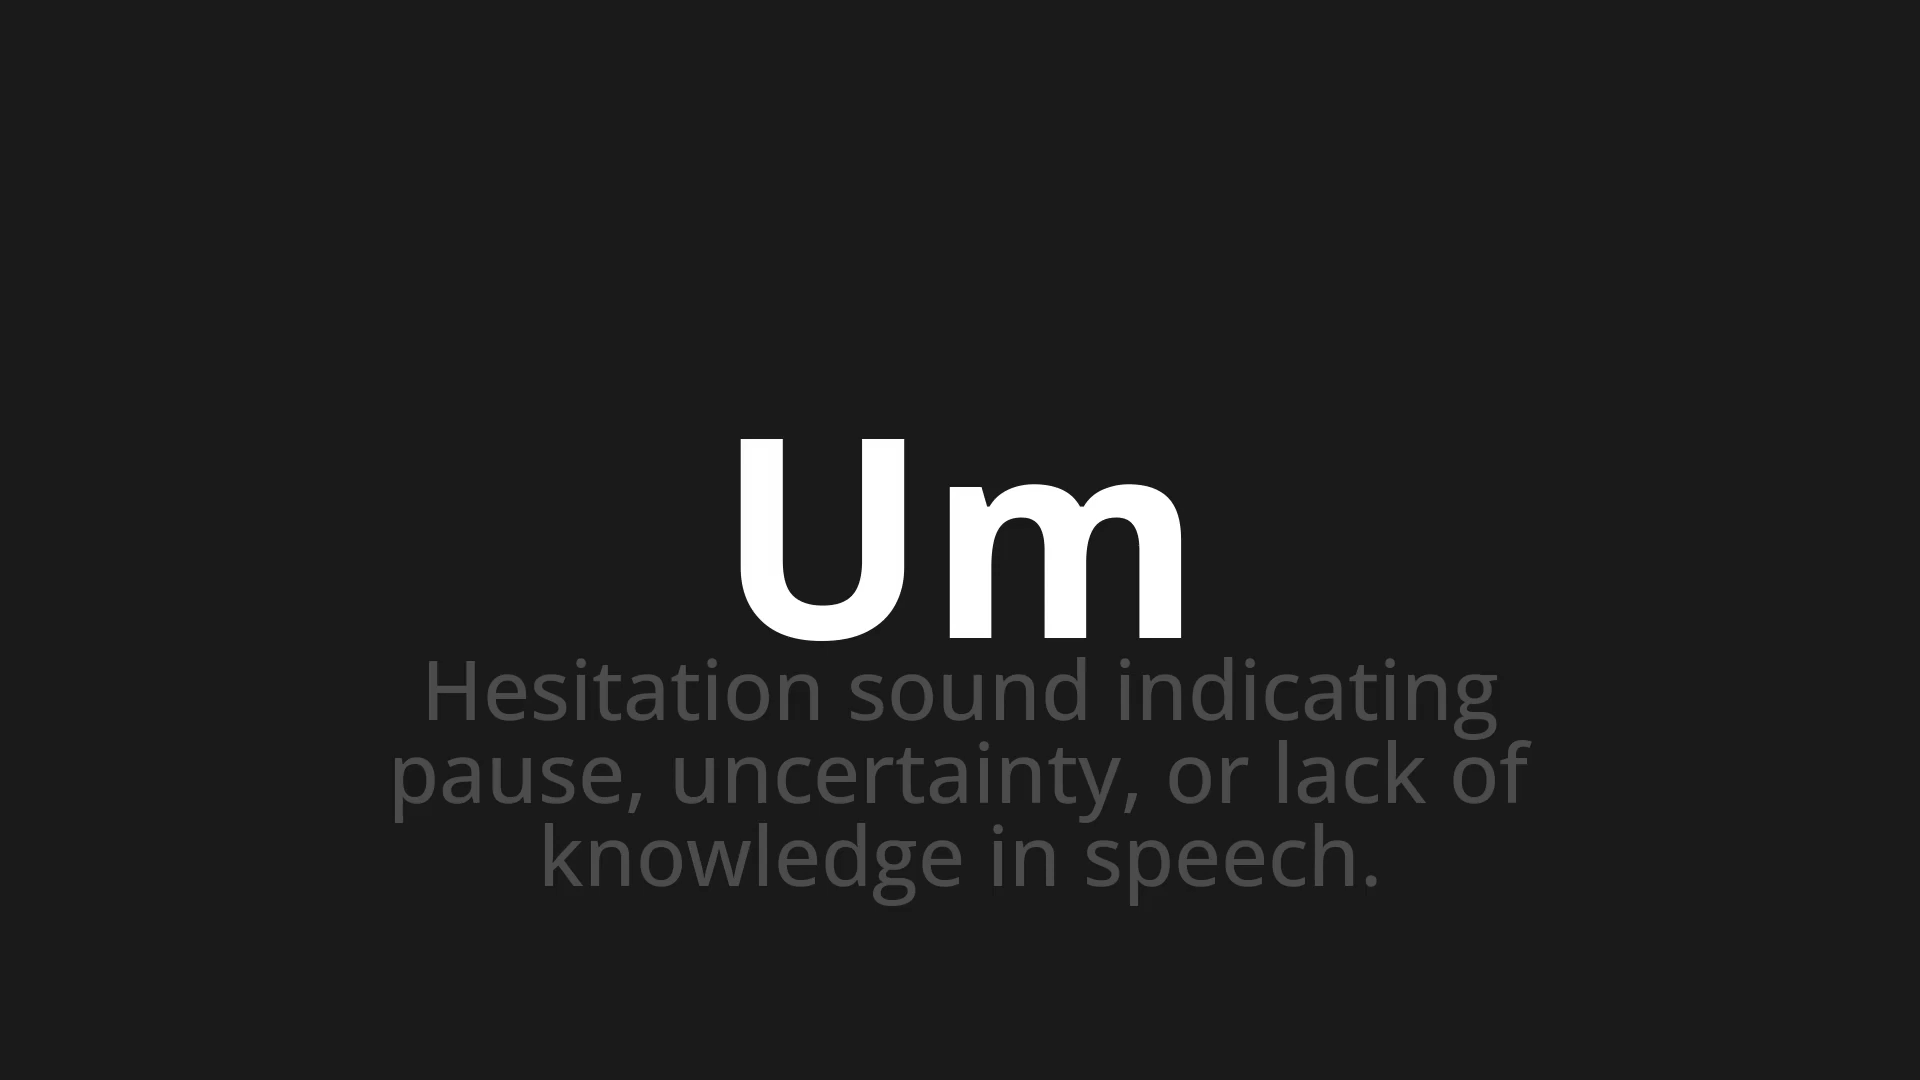 Um
Hesitation sound indicating
pause, uncertainty, or lack of
knowledge in speech.